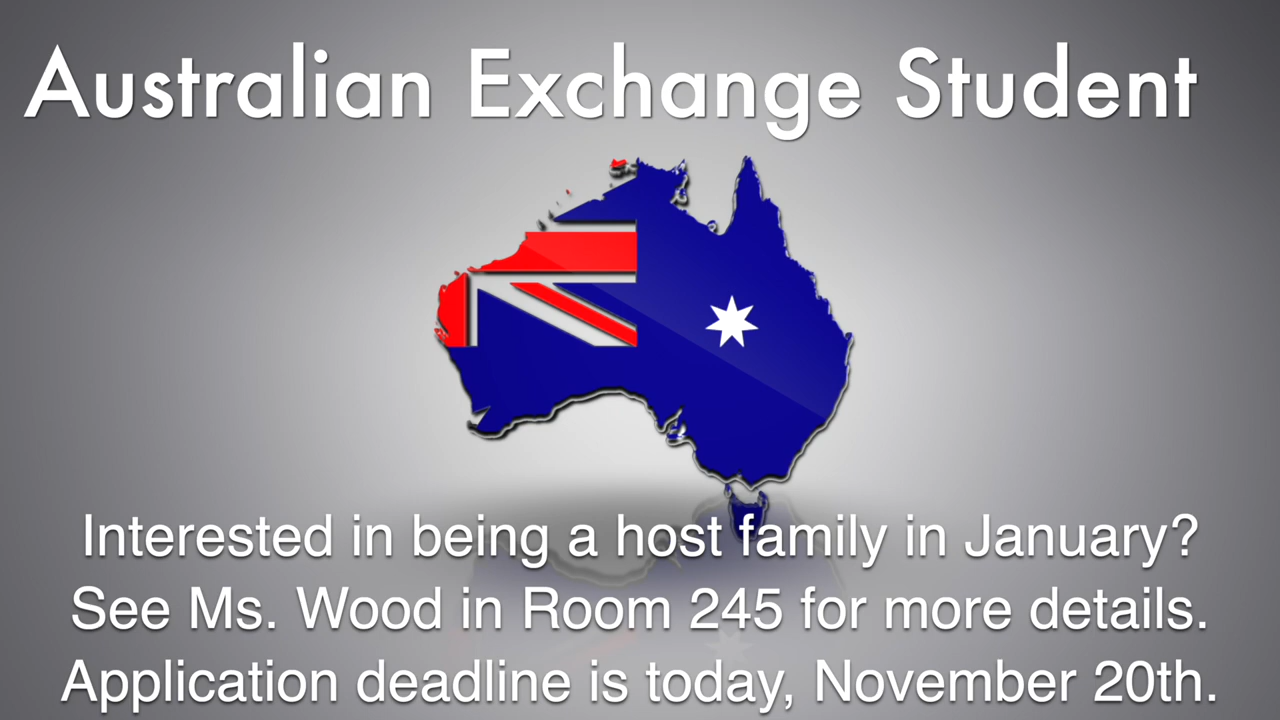 Australian Exchange Student
Interested in being a host family in January?
See Ms. Wood in Room 245 for more details.
Application deadline is today, November 20th.